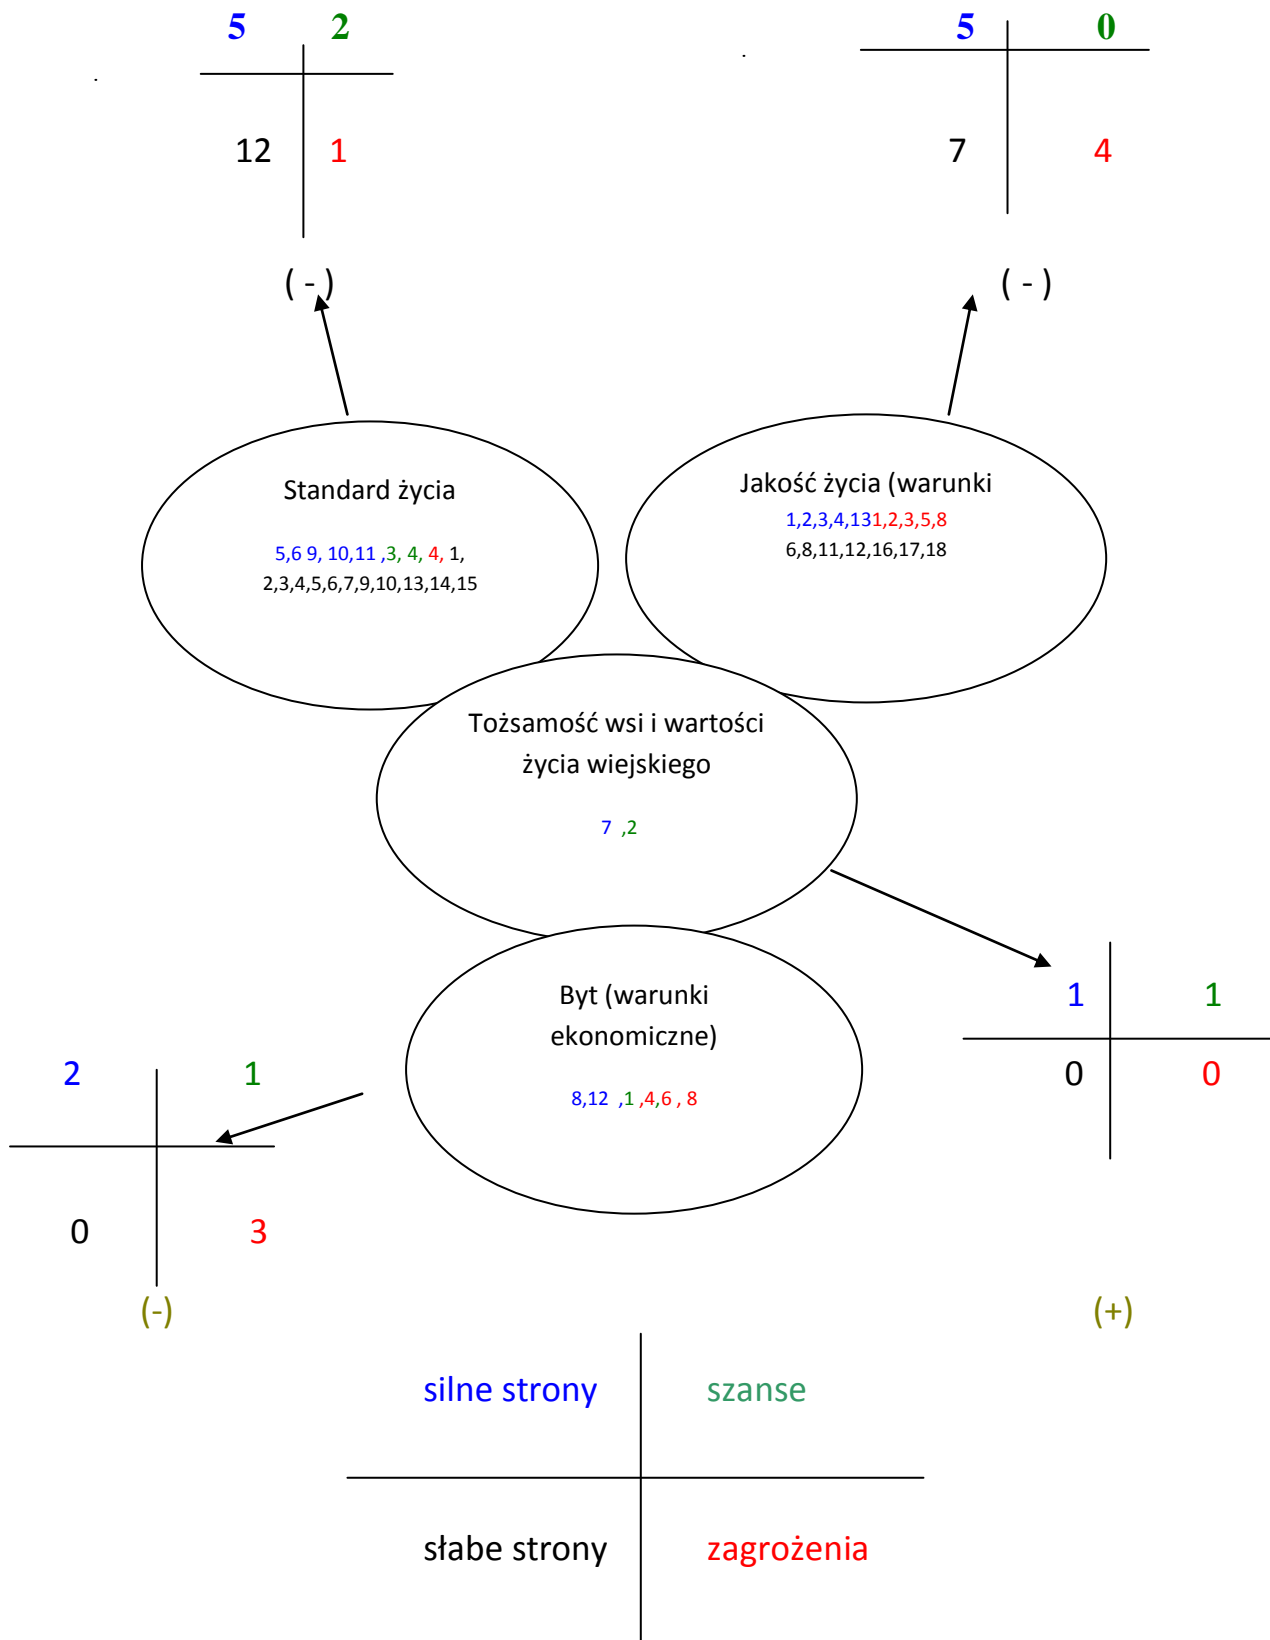 5 2
5 0
12 1
7 4
( - )
( - )
Standard życia
5,6 9, 10,11 ,3, 4, 4, 1,
2,3,4,5,6,7,9,10,13,14,15
Jakość życia (warunki
1,2,3,4,131,2,3,5,8
6,8,11,12,16,17,18
Tożsamość wsi i wartości
życia wiejskiego
7 ,2
1 1
0 0
Byt (warunki
ekonomiczne)
8,12 ,1 ,4,6 , 8
2 1
0 3
(-)
(+)
silne strony szanse
słabe strony zagrożenia